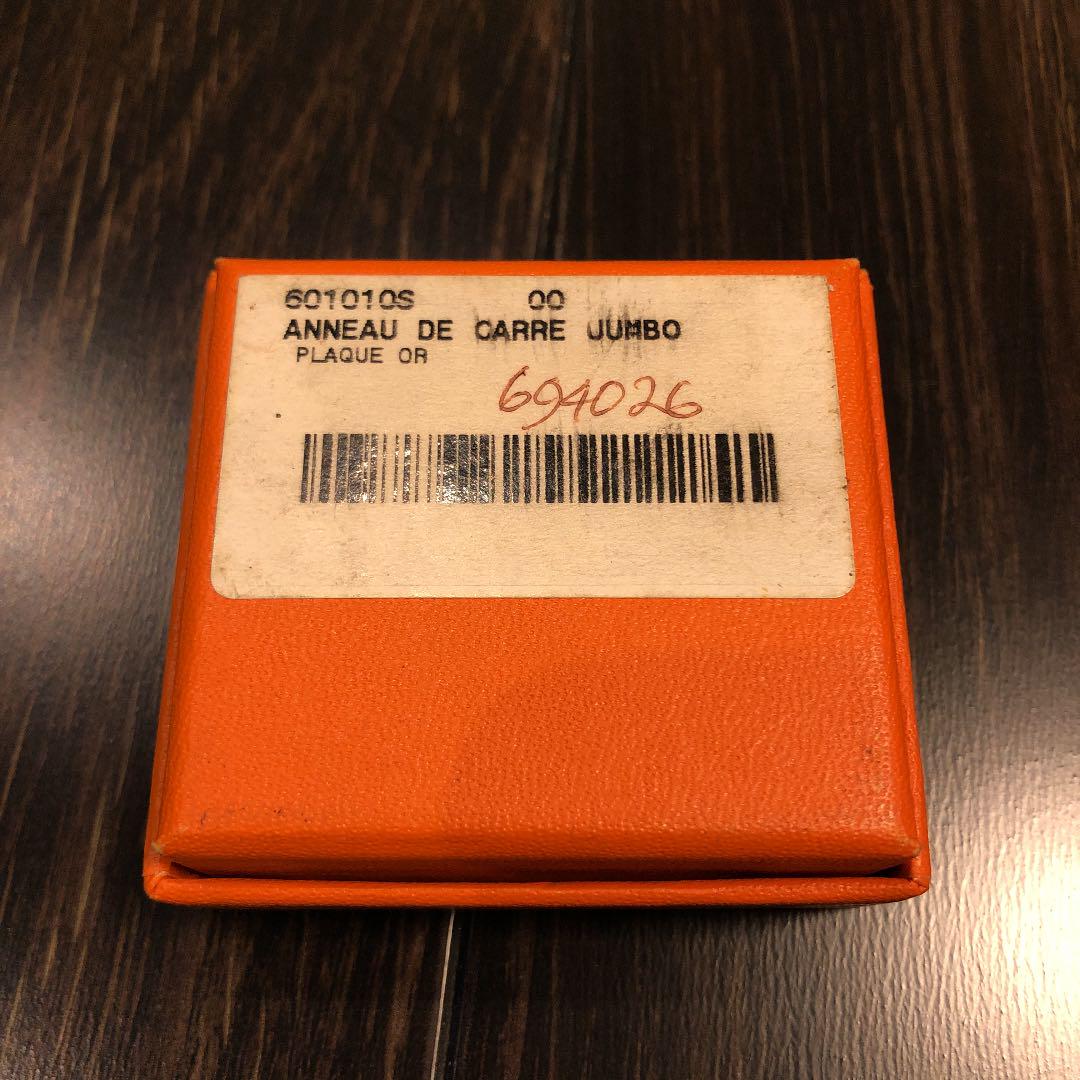 601010S 00
ANNEAU DE CARRE JUMBO
PLAQUE OR
694026